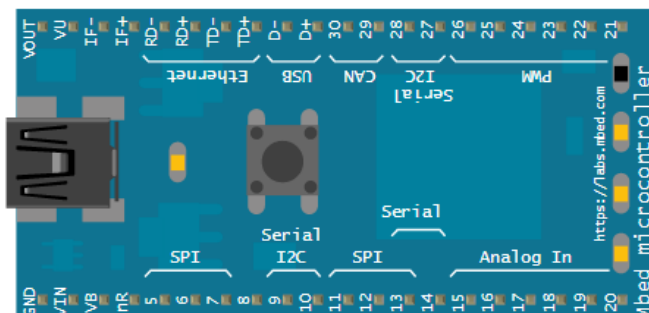 VOUT VU IF- IF+ RD- RD+ TD- TD+ D- D+ 30 29 28 27 26 25 24 23 22 21
Ethernet USB CAN I2C PWM
Serial
https://labs.mbed.com
Mbed microcontroller
Serial
Serial
SPI I2C SPI Analog In
GND VIN VB nR 5 6 7 8 9 10 11 12 13 14 15 16 17 18 19 20